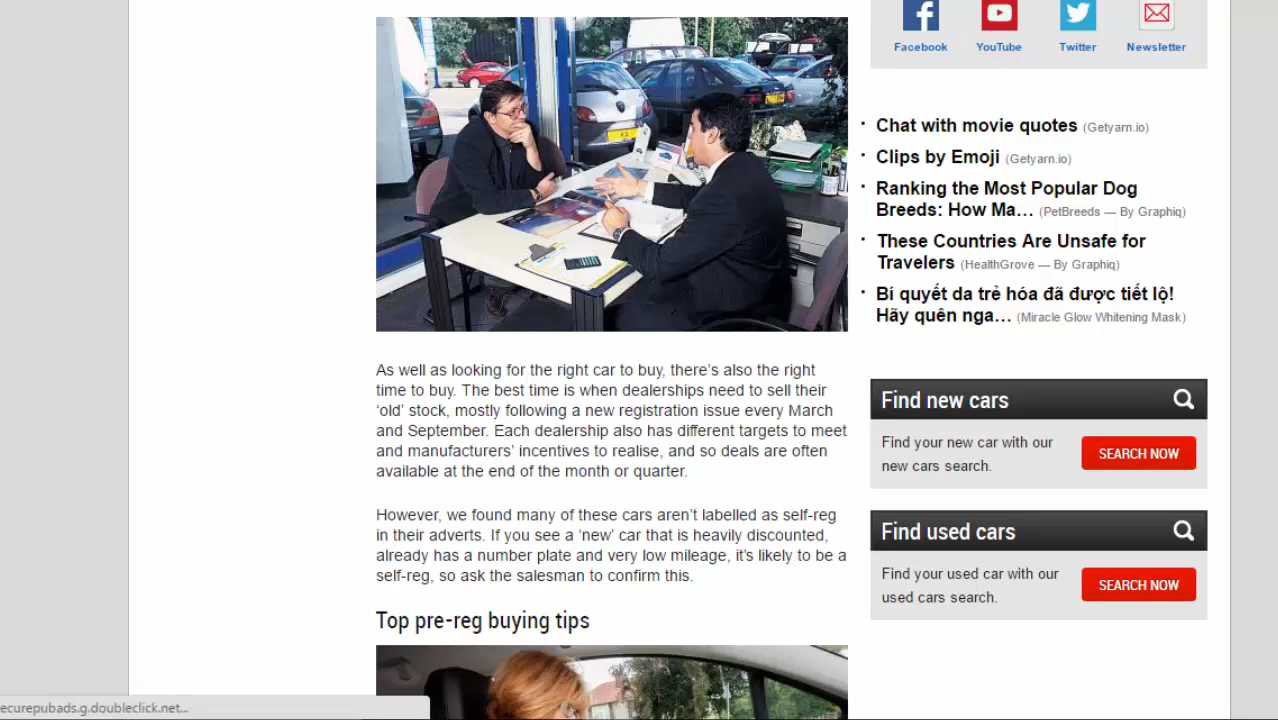 Facebook
YouTube
Twitter
Newsletter
· Chat with movie quotes (Getyarn.io)
· Clips by Emoji (Getyarn.io)
· Ranking the Most Popular Dog
Breeds: How Ma… (PetBreeds — By Graphiq)
· These Countries Are Unsafe for
Travelers (HealthGrove — By Graphiq)
· Bí quyết da trẻ hóa đã được tiết lộ!
Hãy quên nga… (Miracle Glow Whitening Mask)
As well as looking for the right car to buy, there’s also the right
time to buy. The best time is when dealerships need to sell their
‘old’ stock, mostly following a new registration issue every March
and September. Each dealership also has different targets to meet
and manufacturers’ incentives to realise, and so deals are often
available at the end of the month or quarter.
However, we found many of these cars aren’t labelled as self-reg
in their adverts. If you see a ‘new’ car that is heavily discounted,
already has a number plate and very low mileage, it’s likely to be a
self-reg, so ask the salesman to confirm this.
Top pre-reg buying tips
Find new cars
Find your new car with our
new cars search.
SEARCH NOW
Find used cars
Find your used car with our
used cars search.
SEARCH NOW
ecurepubads.g.doubleclick.net...